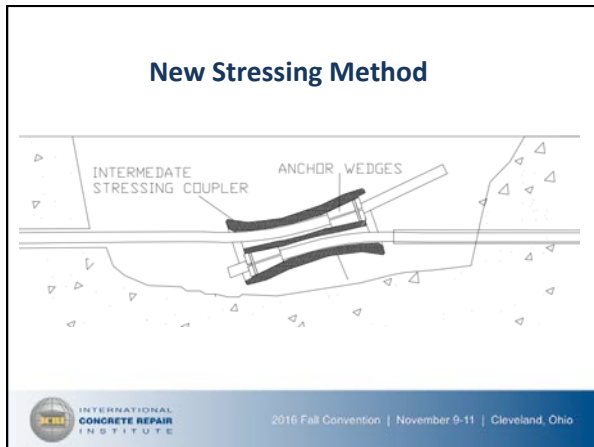 New Stressing Method
INTERMEDATE
STRESSING COUPLER
ANCHOR WEDGES
ICRI
INTERNATIONAL
CONCRETE REPAIR
INSTITUTE
2016 Fall Convention | November 9-11 | Cleveland, Ohio